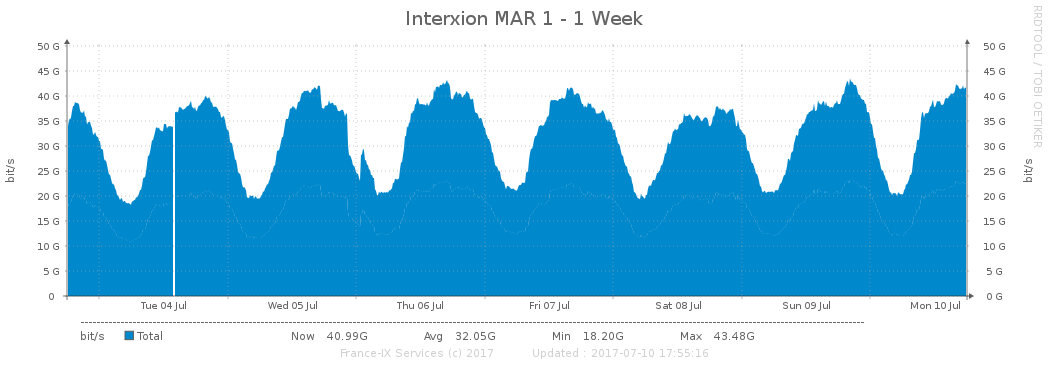 Interxion MAR 1 - 1 Week
RRDTOOL / TOBI OETIKER
50 G 50 G
45 G 45 G
40 G 40 G
35 G 35 G
30 G 30 G
25 G 25 G
20 G 20 G
15 G 15 G
10 G 10 G
5 G 5 G
0 0 G
bit/s bit/s
Tue 04 Jul Wed 05 Jul Thu 06 Jul Fri 07 Jul Sat 08 Jul Sun 09 Jul Mon 10 Jul
bit/s Total Now 40.99G Avg 32.05G Min 18.20G Max 43.48G
France-IX Services (c) 2017 Updated : 2017-07-10 17:55:16